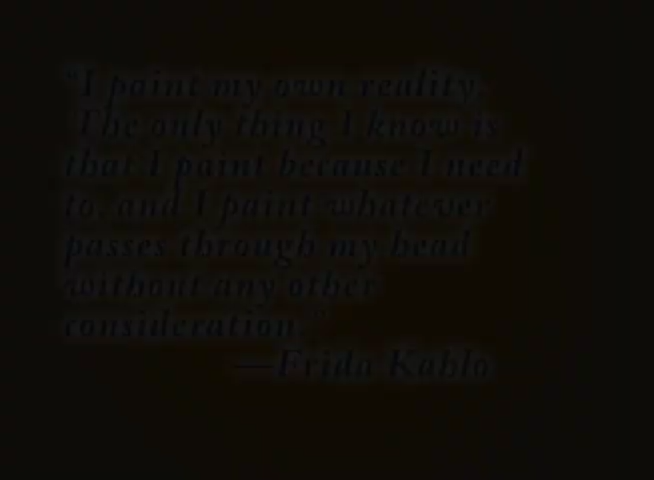 "I paint my own reality.
The only thing I know is
that I paint because I need
to, and I paint whatever
passes through my head
without any other
consideration."
—Frida Kahlo